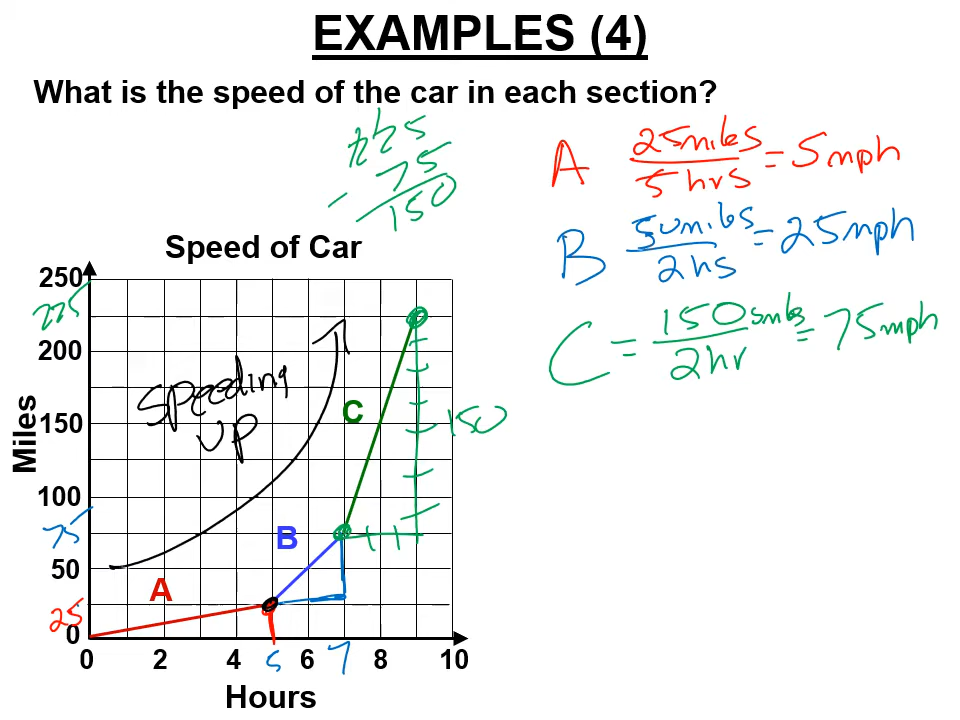 EXAMPLES (4)
What is the speed of the car in each section?
225
- 75
150
A 25 miles / 5 hrs = 5 mph
B 50 miles / 2 hrs = 25 mph
C = 150 miles / 2 hr = 75 mph
Speed of Car
250
225
200
150
100
75
50
25
0
Miles
speeding
up
A
B
C
150
0 2 4 5 6 7 8 10
Hours